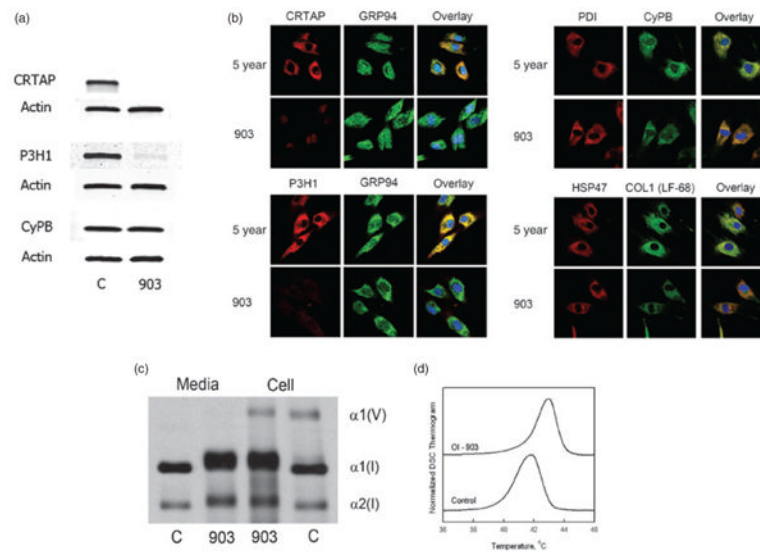 (a)
CRTAP
Actin
P3H1
Actin
CyPB
Actin
C 903
(b)
CRTAP GRP94 Overlay
5 year
903
P3H1 GRP94 Overlay
5 year
903
PDI CyPB Overlay
5 year
903
HSP47 COL1 (LF-68) Overlay
5 year
903
(c)
Media Cell
α1(V)
α1(I)
α2(I)
C 903 903 C
(d)
Normalized DSC Thermogram
OI - 903
Control
36 38 40 42 44 46
Temperature, °C